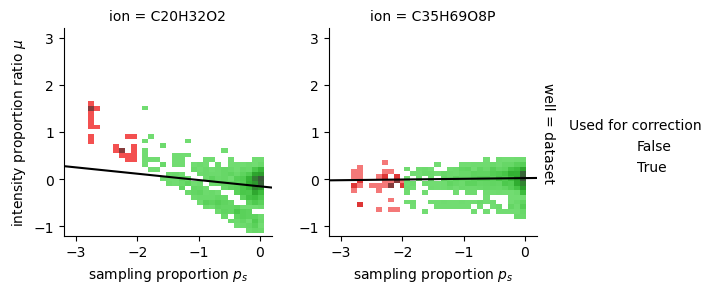 ion = C20H32O2
ion = C35H69O8P
intensity proportion ratio μ
3
2
1
0
−1
3
2
1
0
−1
well = dataset
Used for correction
False
True
−3 −2 −1 0
−3 −2 −1 0
sampling proportion pₛ
sampling proportion pₛ